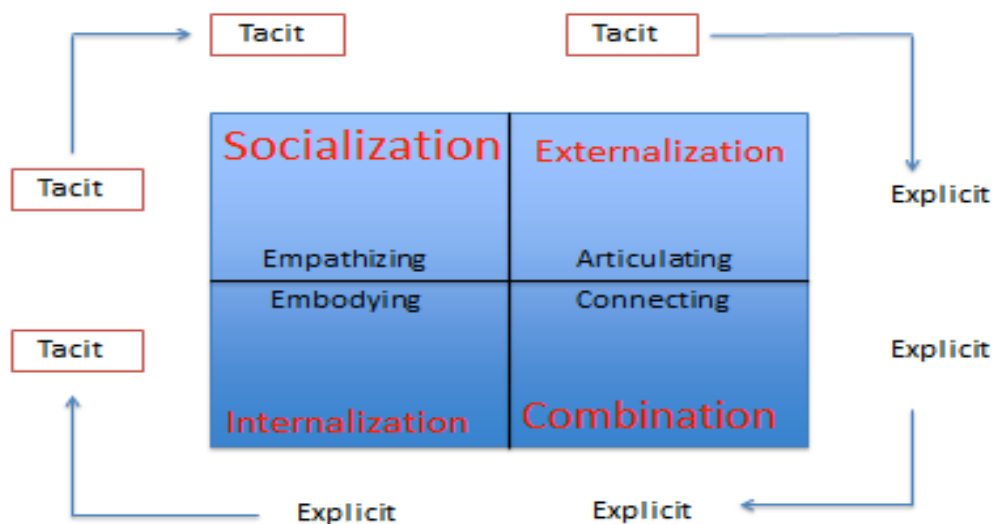 Tacit
Tacit
Socialization
Externalization
Tacit
Explicit
Empathizing
Articulating
Embodying
Connecting
Tacit
Explicit
Internalization
Combination
Explicit
Explicit